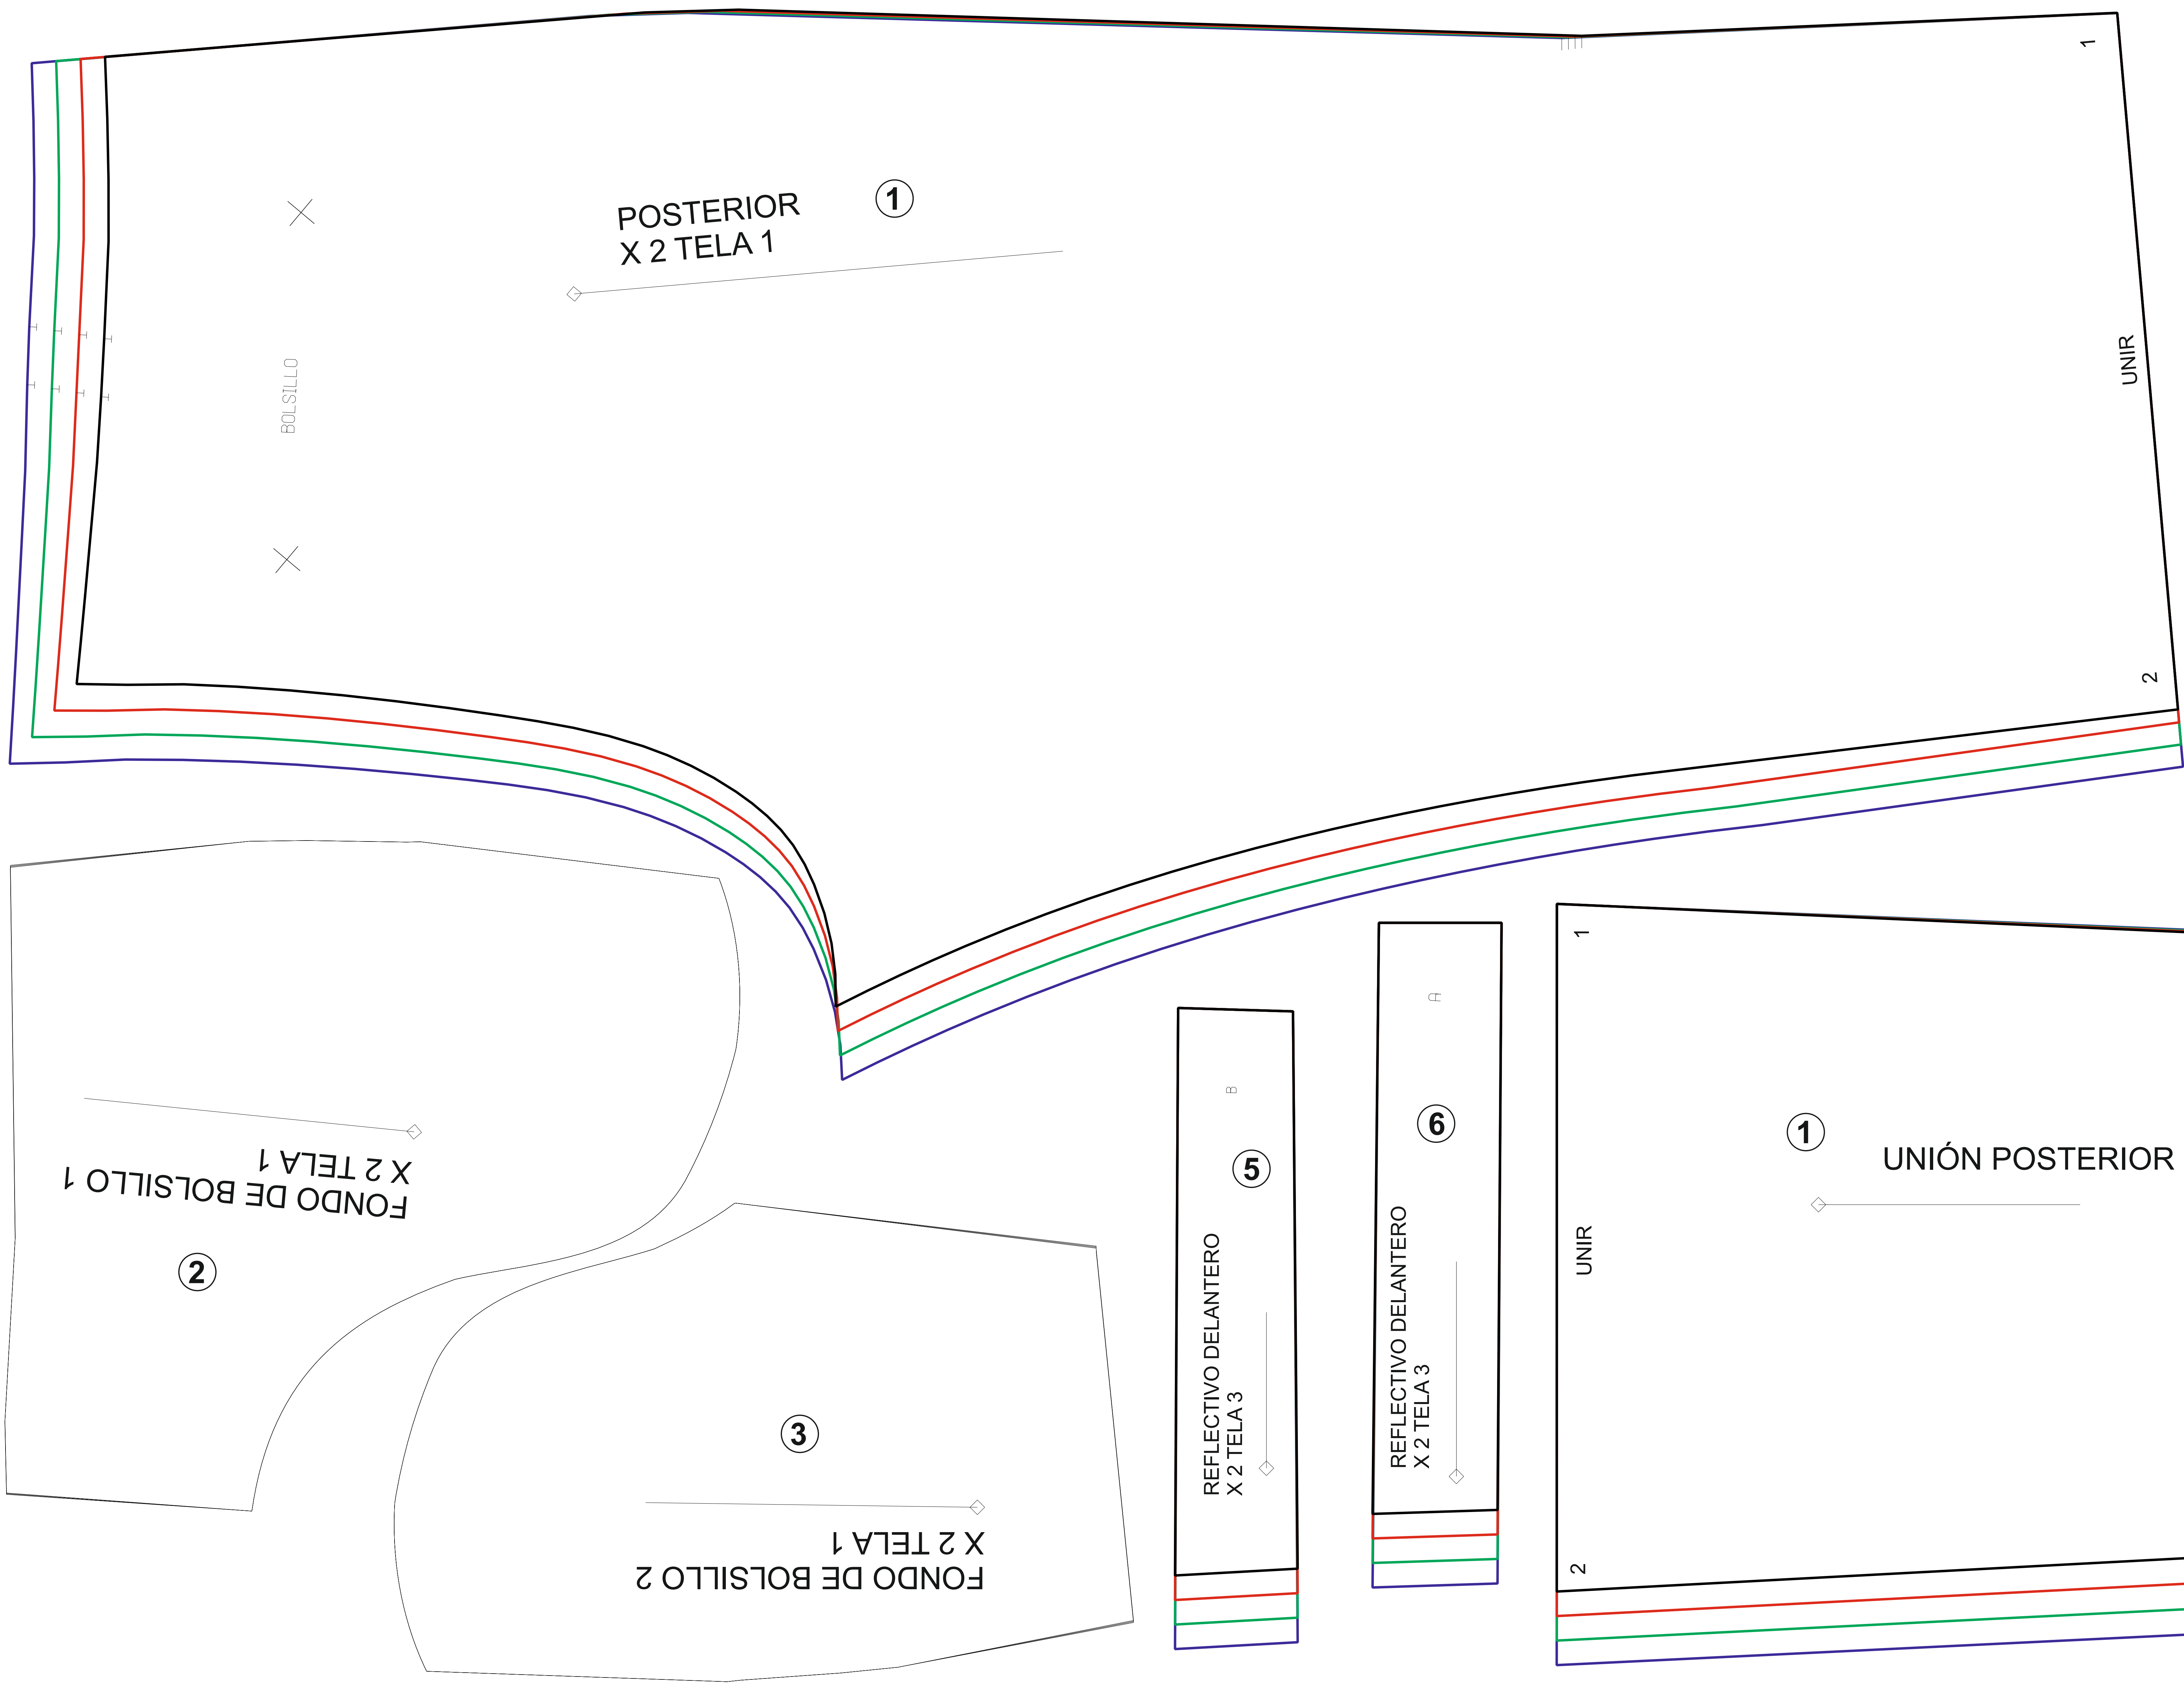 1
POSTERIOR
X 2 TELA 1
1
BOLSILLO
UNIR
2
FONDO DE BOLSILLO 1
X 2 TELA 1
2
3
FONDO DE BOLSILLO 2
X 2 TELA 1
B
5
REFLECTIVO DELANTERO
X 2 TELA 3
A
6
REFLECTIVO DELANTERO
X 2 TELA 3
1
1
UNIÓN POSTERIOR
UNIR
2